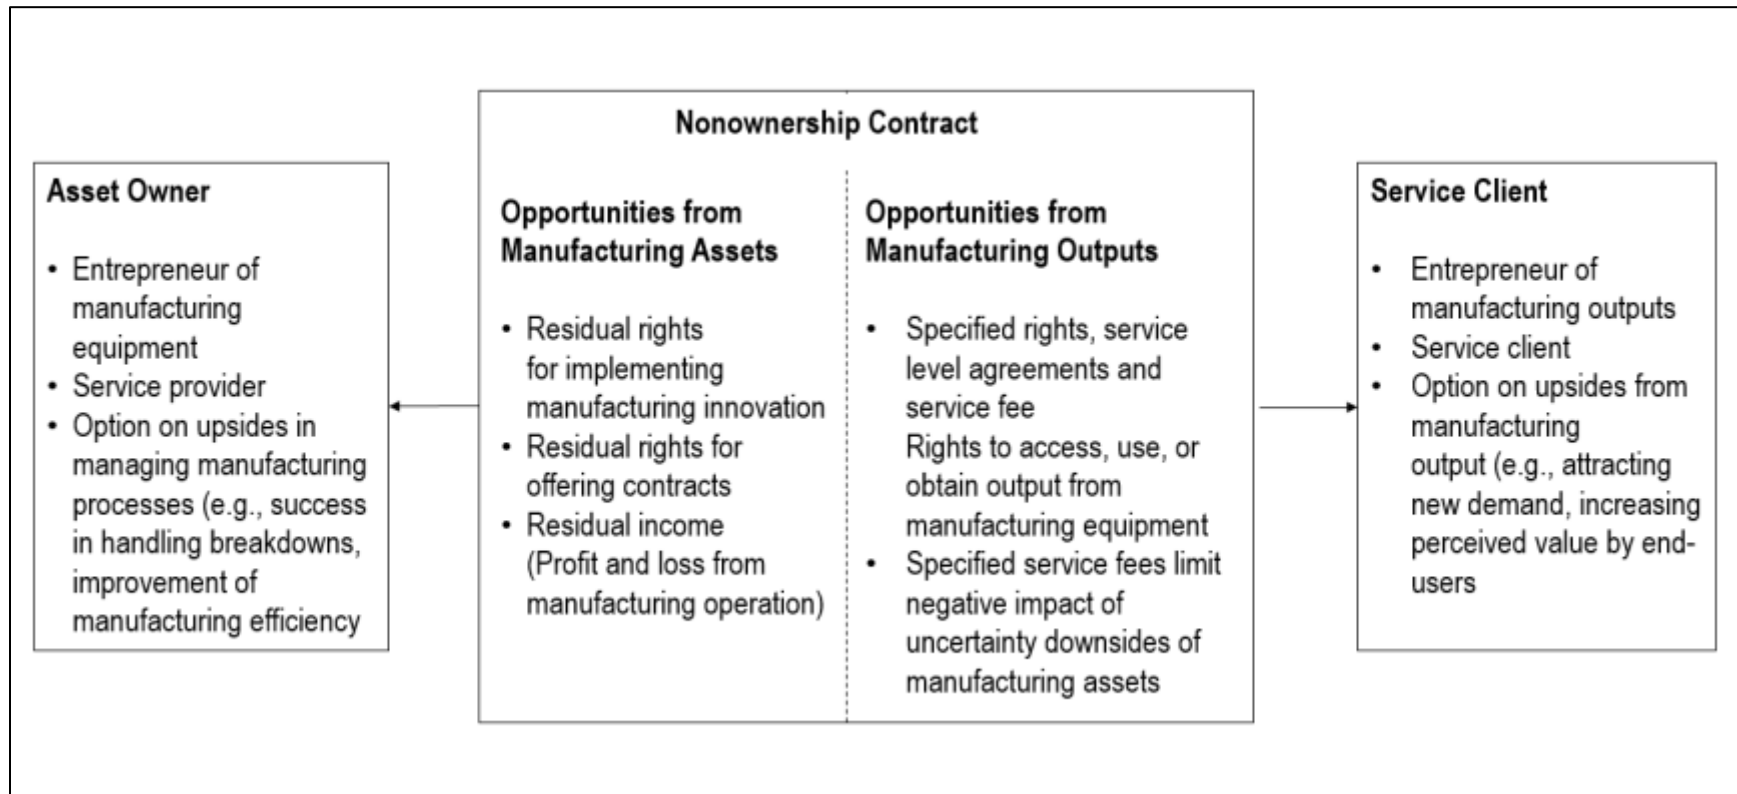 Nonownership Contract
Asset Owner
• Entrepreneur of
manufacturing
equipment
• Service provider
• Option on upsides in
managing manufacturing
processes (e.g., success
in handling breakdowns,
improvement of
manufacturing efficiency
Opportunities from
Manufacturing Assets
• Residual rights
for implementing
manufacturing innovation
• Residual rights for
offering contracts
• Residual income
(Profit and loss from
manufacturing operation)
Opportunities from
Manufacturing Outputs
• Specified rights, service
level agreements and
service fee
Rights to access, use, or
obtain output from
manufacturing equipment
• Specified service fees limit
negative impact of
uncertainty downsides of
manufacturing assets
Service Client
• Entrepreneur of
manufacturing outputs
• Service client
• Option on upsides from
manufacturing
output (e.g., attracting
new demand, increasing
perceived value by end-
users